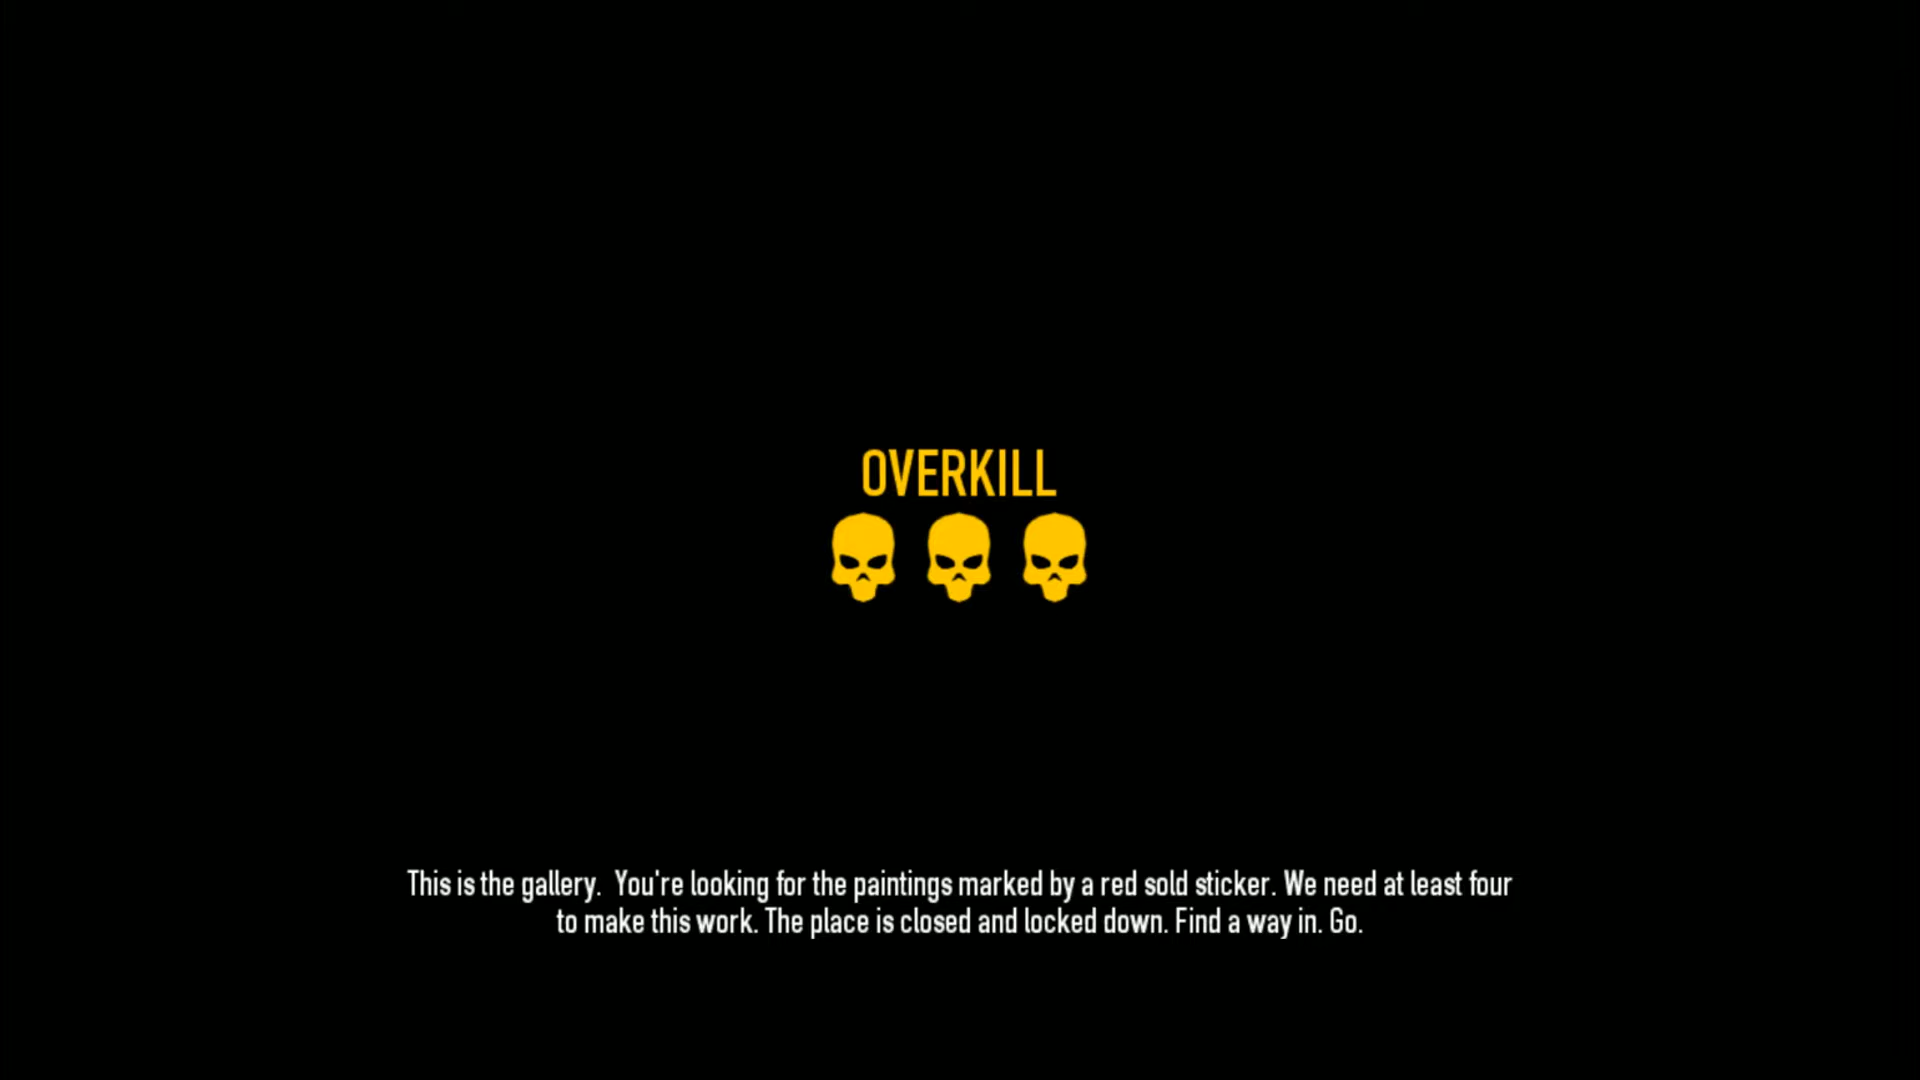 OVERKILL
This is the gallery.  You're looking for the paintings marked by a red sold sticker. We need at least four
to make this work. The place is closed and locked down. Find a way in. Go.